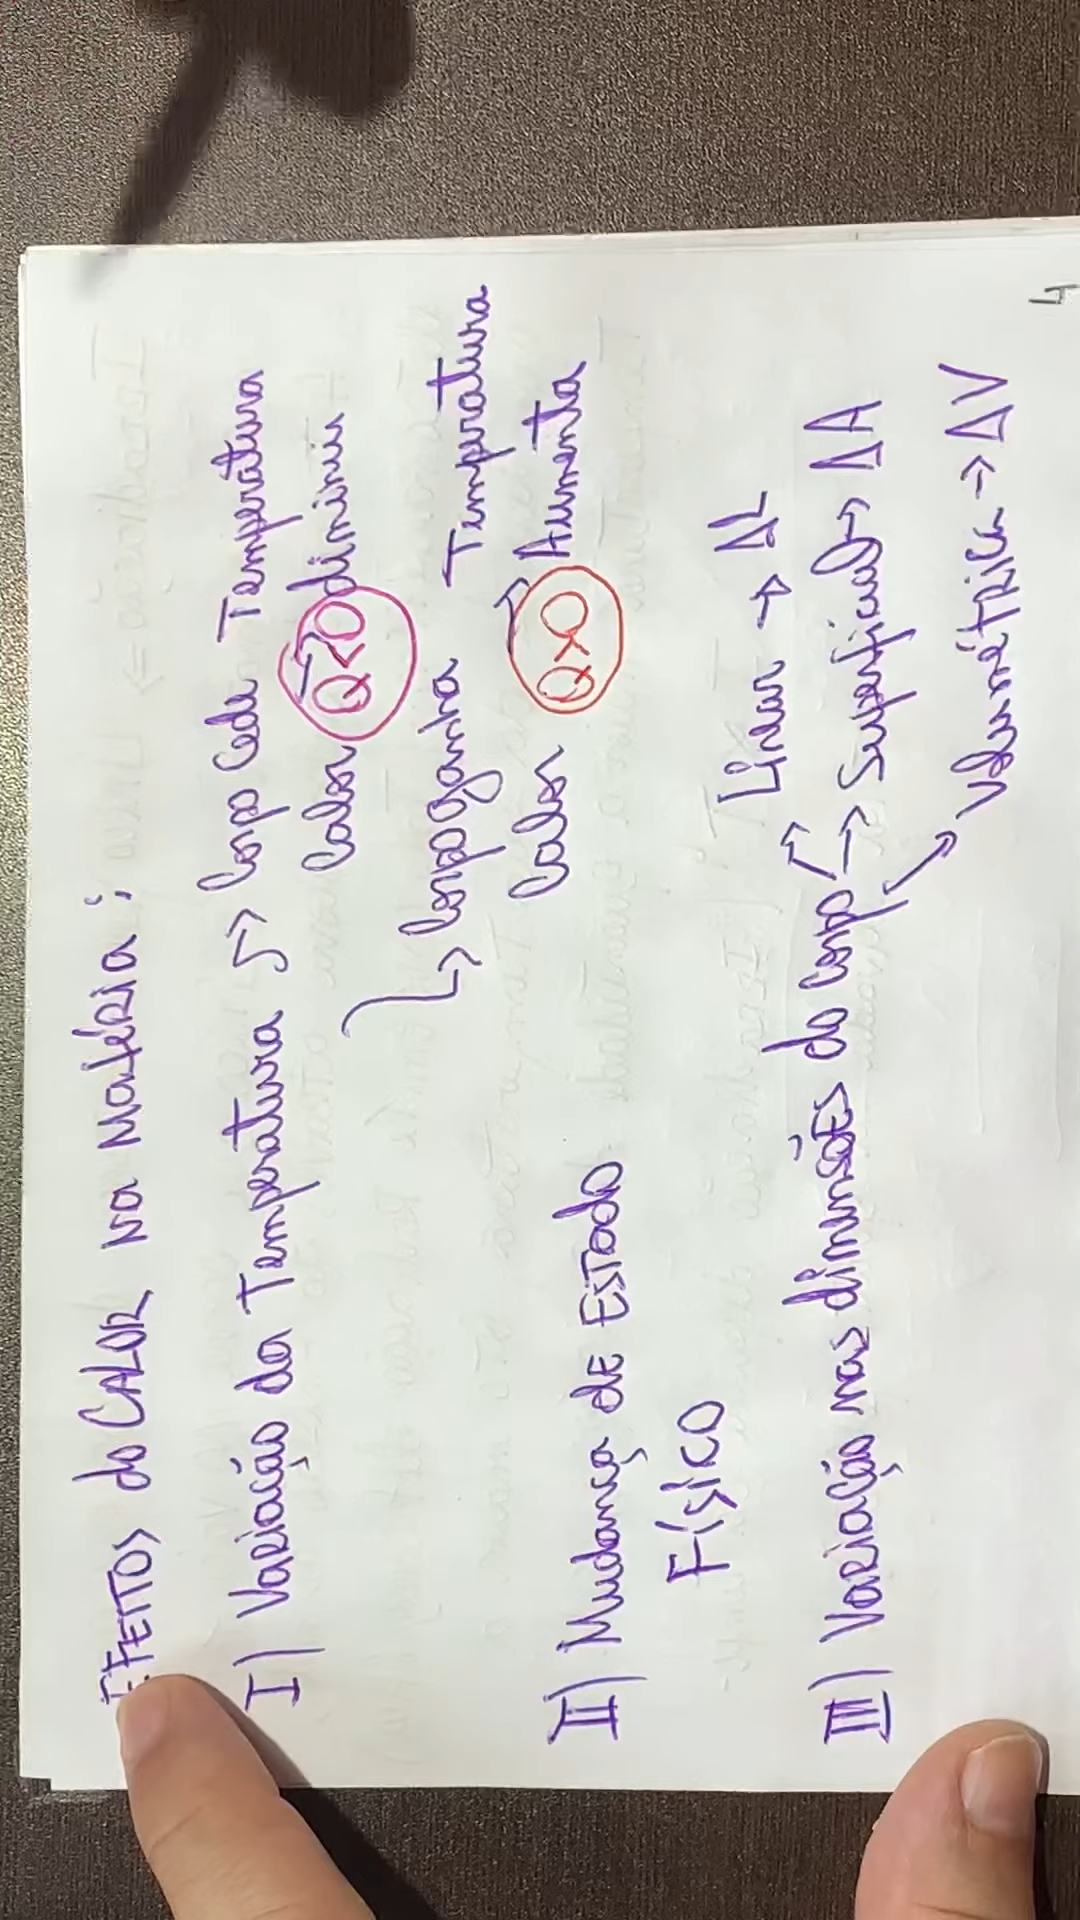 EFEITOS do CALOR na Matéria:
I) Variação da Temperatura → Corpo Cede Temperatura
Calor Q<0 → diminui
↳ Corpo ganha Temperatura
Calor Q>0 → Aumenta
II) Mudança de ESTADO
Físico
III) Variação nas dimensões do corpo → Linear → ΔL
→ Superficial → ΔA
→ Volumétrica → ΔV
4